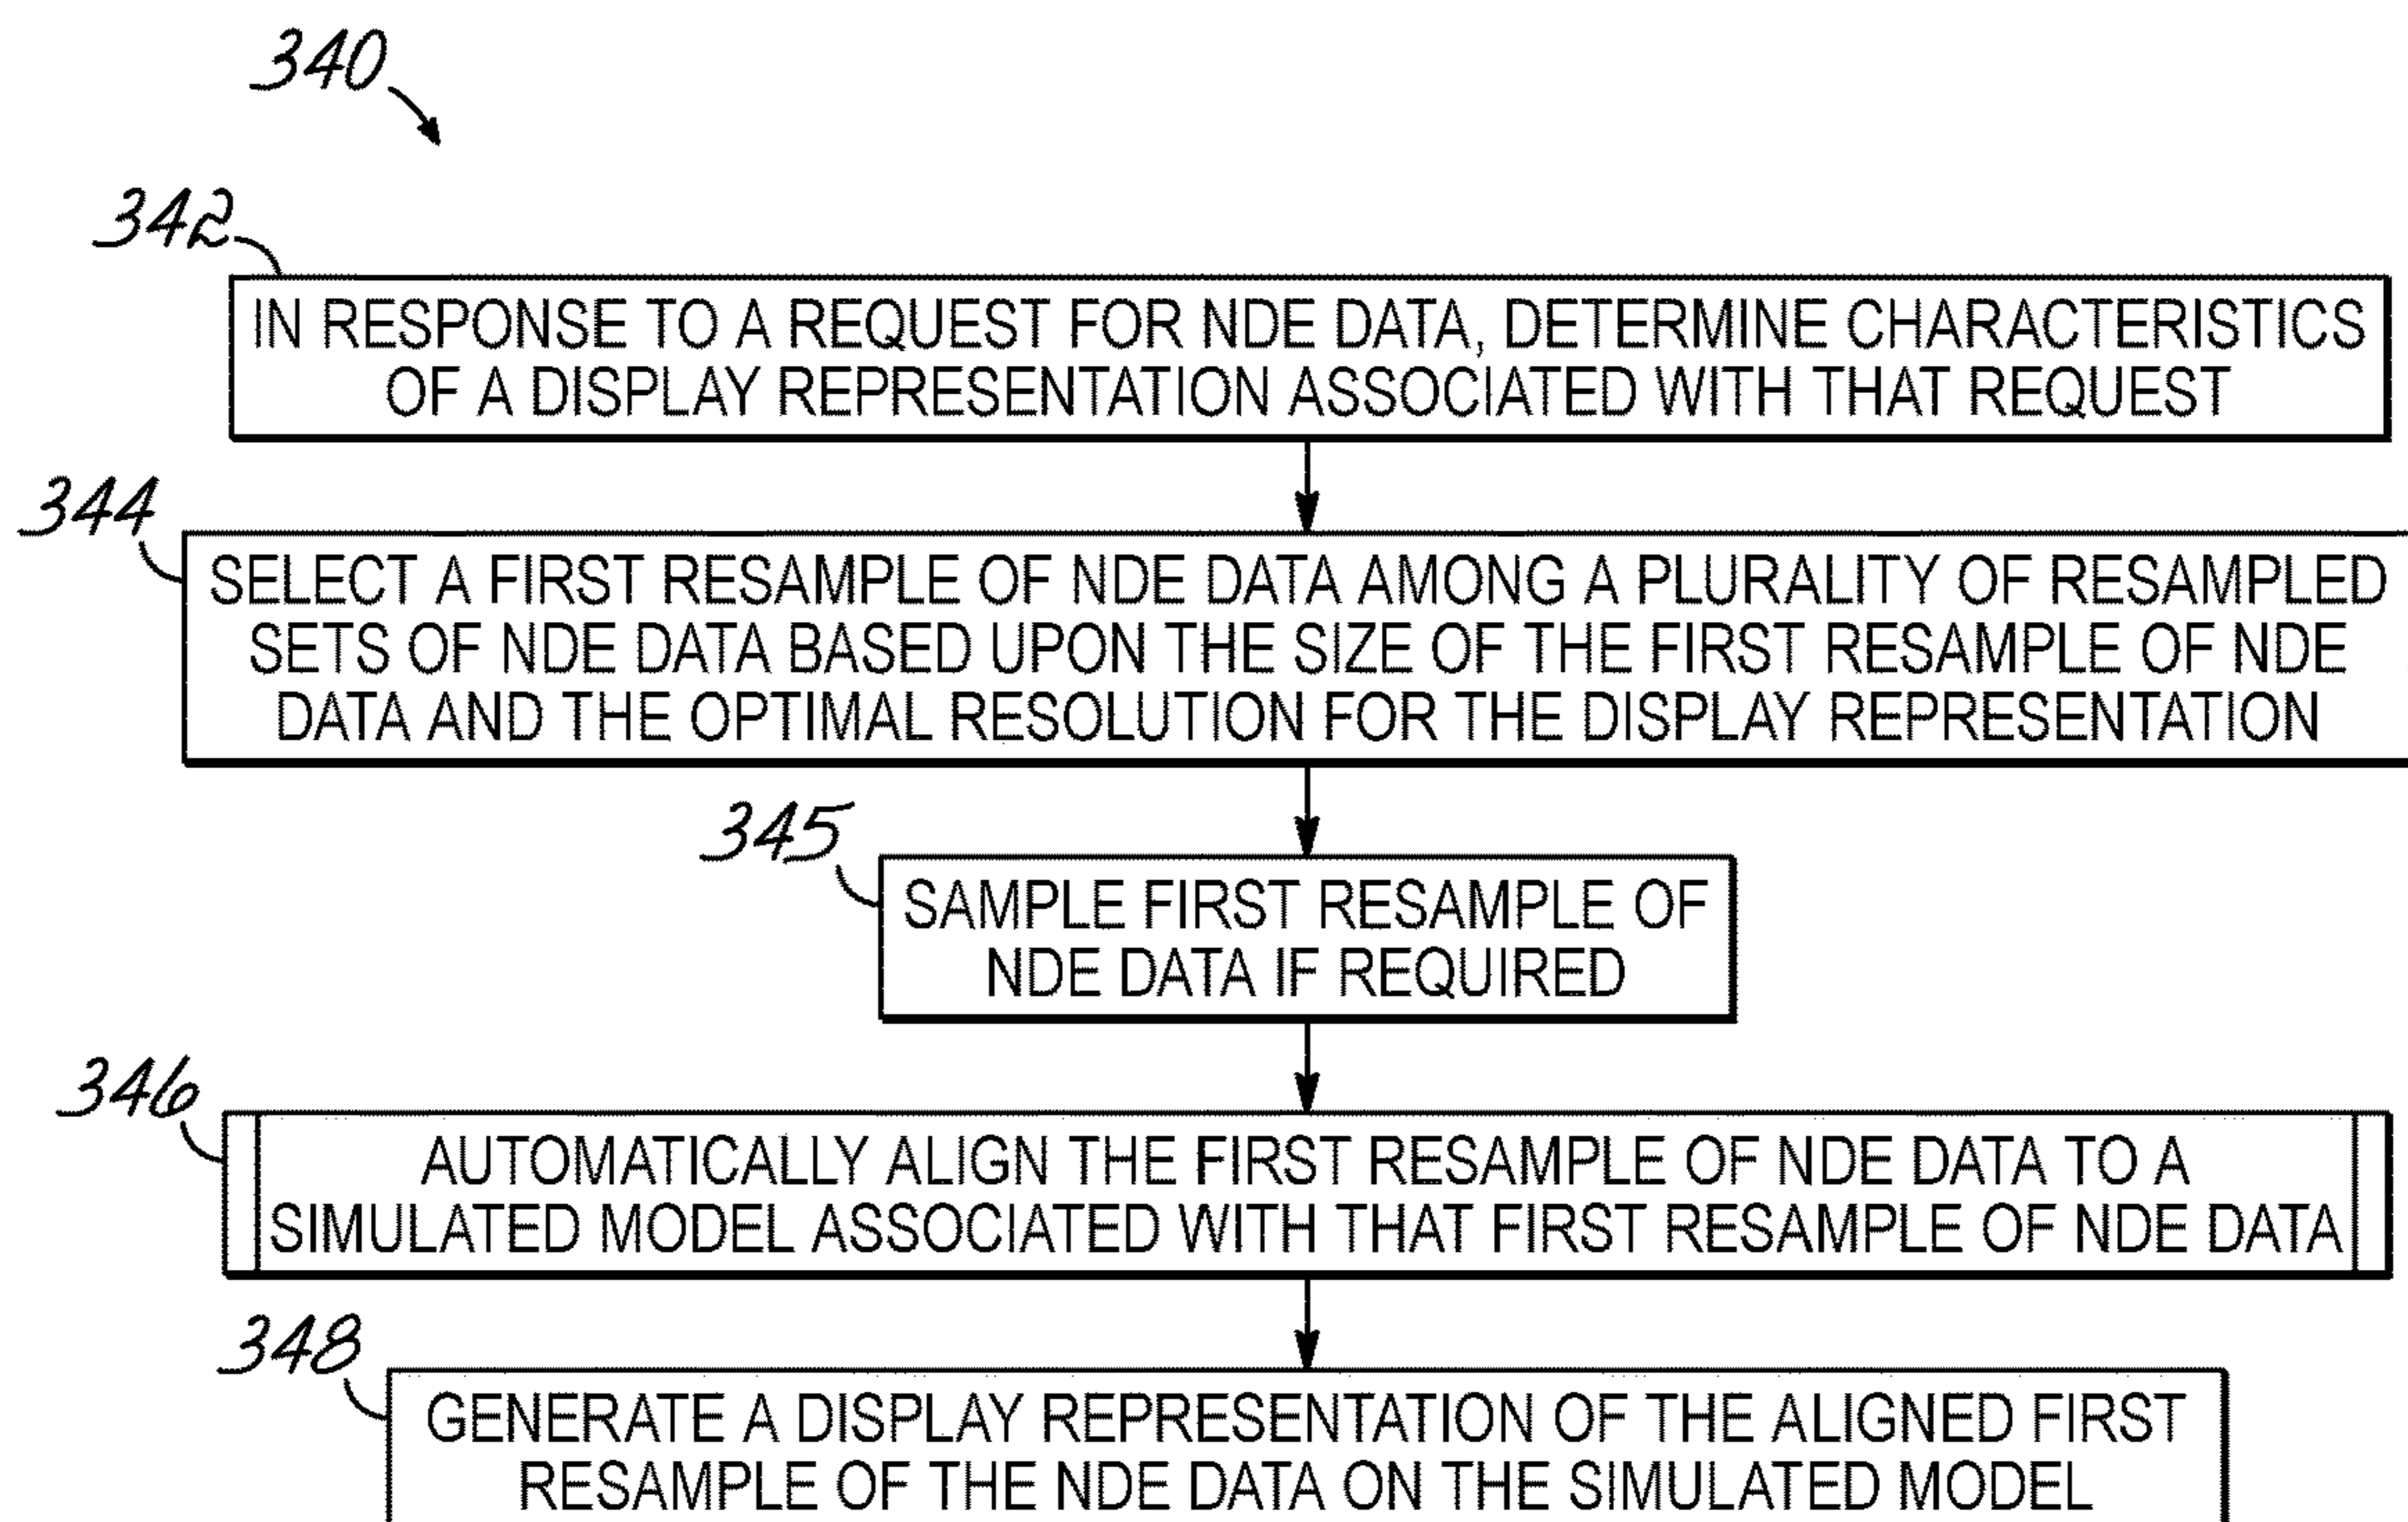 340
342
IN RESPONSE TO A REQUEST FOR NDE DATA, DETERMINE CHARACTERISTICS
OF A DISPLAY REPRESENTATION ASSOCIATED WITH THAT REQUEST
344
SELECT A FIRST RESAMPLE OF NDE DATA AMONG A PLURALITY OF RESAMPLED
SETS OF NDE DATA BASED UPON THE SIZE OF THE FIRST RESAMPLE OF NDE
DATA AND THE OPTIMAL RESOLUTION FOR THE DISPLAY REPRESENTATION
345
SAMPLE FIRST RESAMPLE OF
NDE DATA IF REQUIRED
346
AUTOMATICALLY ALIGN THE FIRST RESAMPLE OF NDE DATA TO A
SIMULATED MODEL ASSOCIATED WITH THAT FIRST RESAMPLE OF NDE DATA
348
GENERATE A DISPLAY REPRESENTATION OF THE ALIGNED FIRST
RESAMPLE OF THE NDE DATA ON THE SIMULATED MODEL